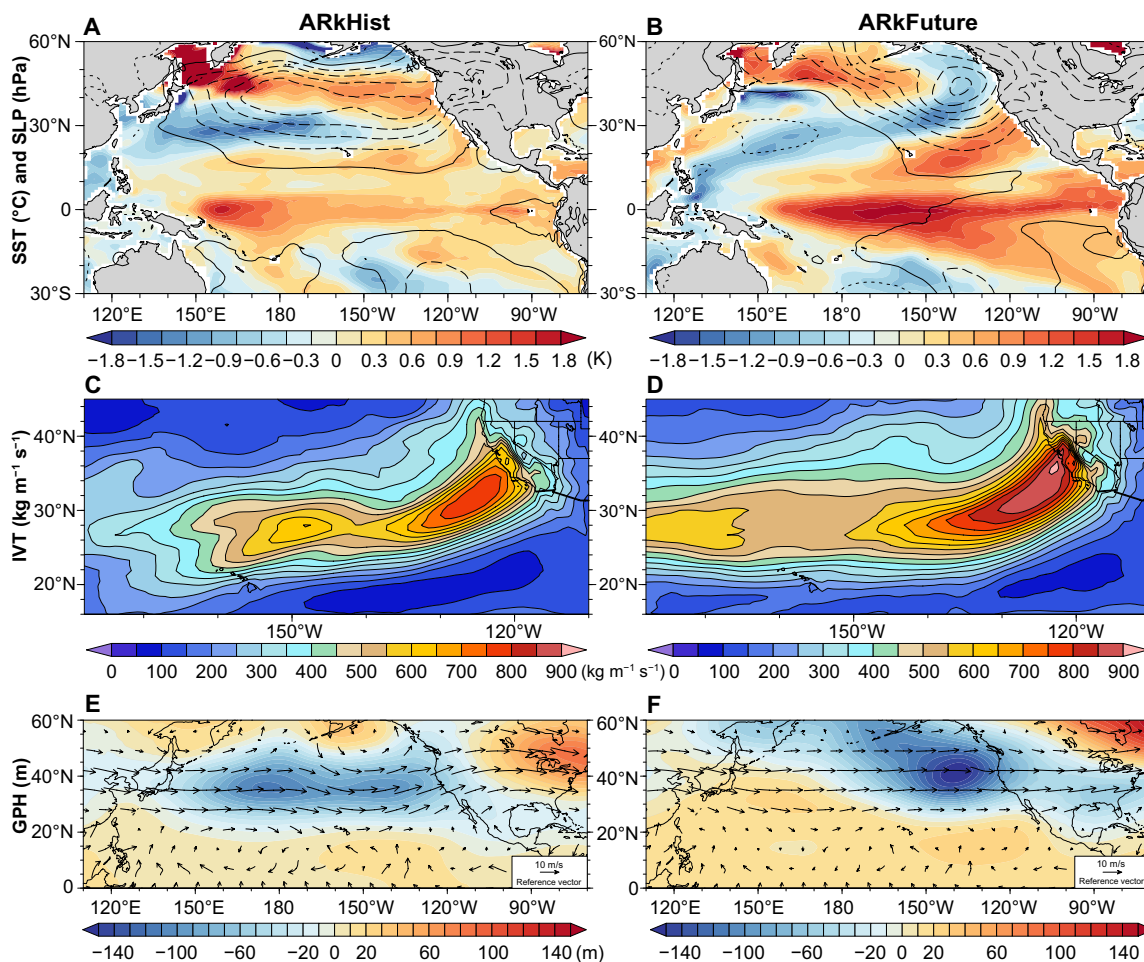 ARkHist ARkFuture
A B
SST (°C) and SLP (hPa)
60°N 60°N
30°N 30°N
0 0
30°S 30°S
120°E 150°E 180° 150°W 120°W 90°W 120°E 150°E 180° 150°W 120°W 90°W
−1.8 −1.5 −1.2 −0.9 −0.6 −0.3 0 0.3 0.6 0.9 1.2 1.5 1.8 (K) −1.8 −1.5 −1.2 −0.9 −0.6 −0.3 0 0.3 0.6 0.9 1.2 1.5 1.8
C D
IVT (kg m⁻¹ s⁻¹)
40°N 40°N
30°N 30°N
20°N 20°N
150°W 120°W 150°W 120°W
0 100 200 300 400 500 600 700 800 900 (kg m⁻¹ s⁻¹) 0 100 200 300 400 500 600 700 800 900
E F
GPH (m)
60°N 60°N
40°N 40°N
20°N 20°N
10 m/s 10 m/s
Reference vector Reference vector
0 0
120°E 150°E 180° 150°W 120°W 90°W 120°E 150°E 180° 150°W 120°W 90°W
−140 −100 −60 −20 0 20 60 100 140 (m) −140 −100 −60 −20 0 20 60 100 140